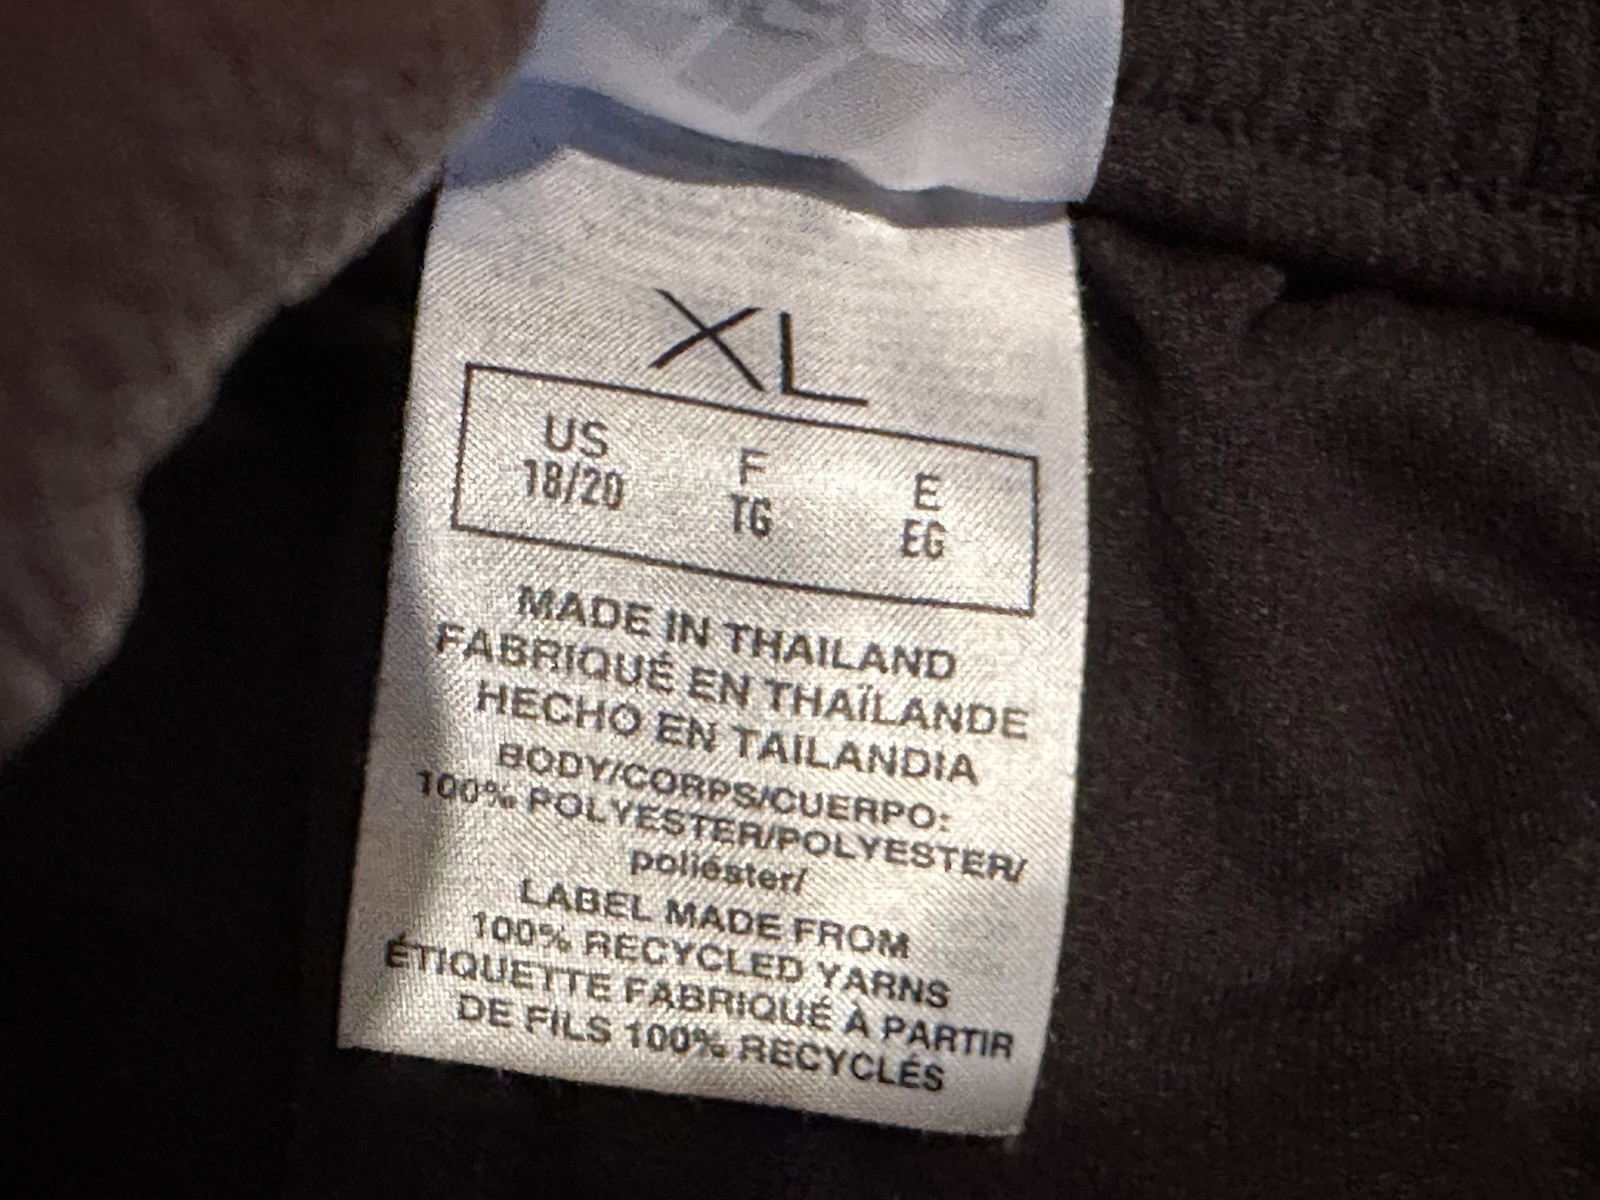 XL
US F E
18/20 TG EG
MADE IN THAILAND
FABRIQUÉ EN THAÏLANDE
HECHO EN TAILANDIA
BODY/CORPS/CUERPO:
100% POLYESTER/POLYESTER/
poliéster/
LABEL MADE FROM
100% RECYCLED YARNS
ÉTIQUETTE FABRIQUÉ À PARTIR
DE FILS 100% RECYCLÉS